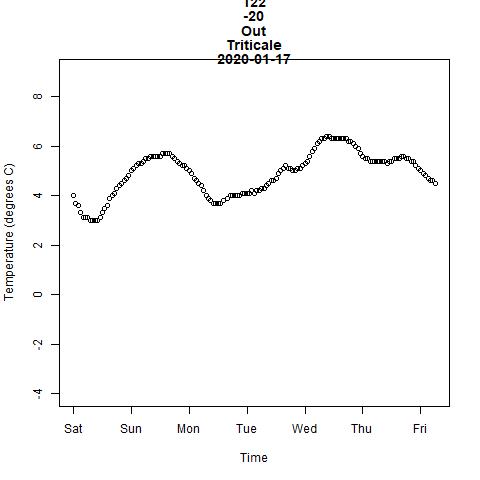 122
-20
Out
Triticale
2020-01-17
Temperature (degrees C)
8
6
4
2
0
-2
-4
Sat Sun Mon Tue Wed Thu Fri
Time